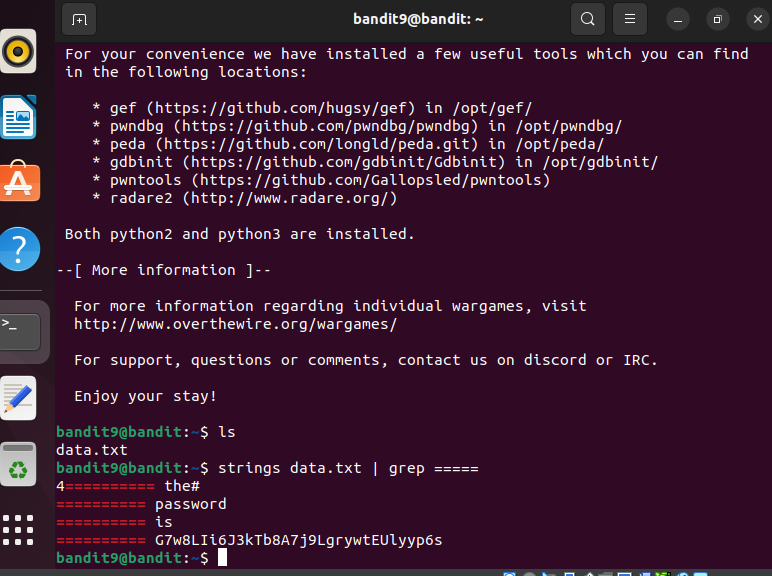 bandit9@bandit: ~
For your convenience we have installed a few useful tools which you can find
in the following locations:
* gef (https://github.com/hugsy/gef) in /opt/gef/
* pwndbg (https://github.com/pwndbg/pwndbg) in /opt/pwndbg/
* peda (https://github.com/longld/peda.git) in /opt/peda/
* gdbinit (https://github.com/gdbinit/Gdbinit) in /opt/gdbinit/
* pwntools (https://github.com/Gallopsled/pwntools)
* radare2 (http://www.radare.org/)
Both python2 and python3 are installed.
--[ More information ]--
For more information regarding individual wargames, visit
http://www.overthewire.org/wargames/
For support, questions or comments, contact us on discord or IRC.
Enjoy your stay!
bandit9@bandit:~$ ls
data.txt
bandit9@bandit:~$ strings data.txt | grep =====
4========== the#
========== password
========== is
========== G7w8LIi6J3kTb8A7j9LgrywtEUlyyp6s
bandit9@bandit:~$